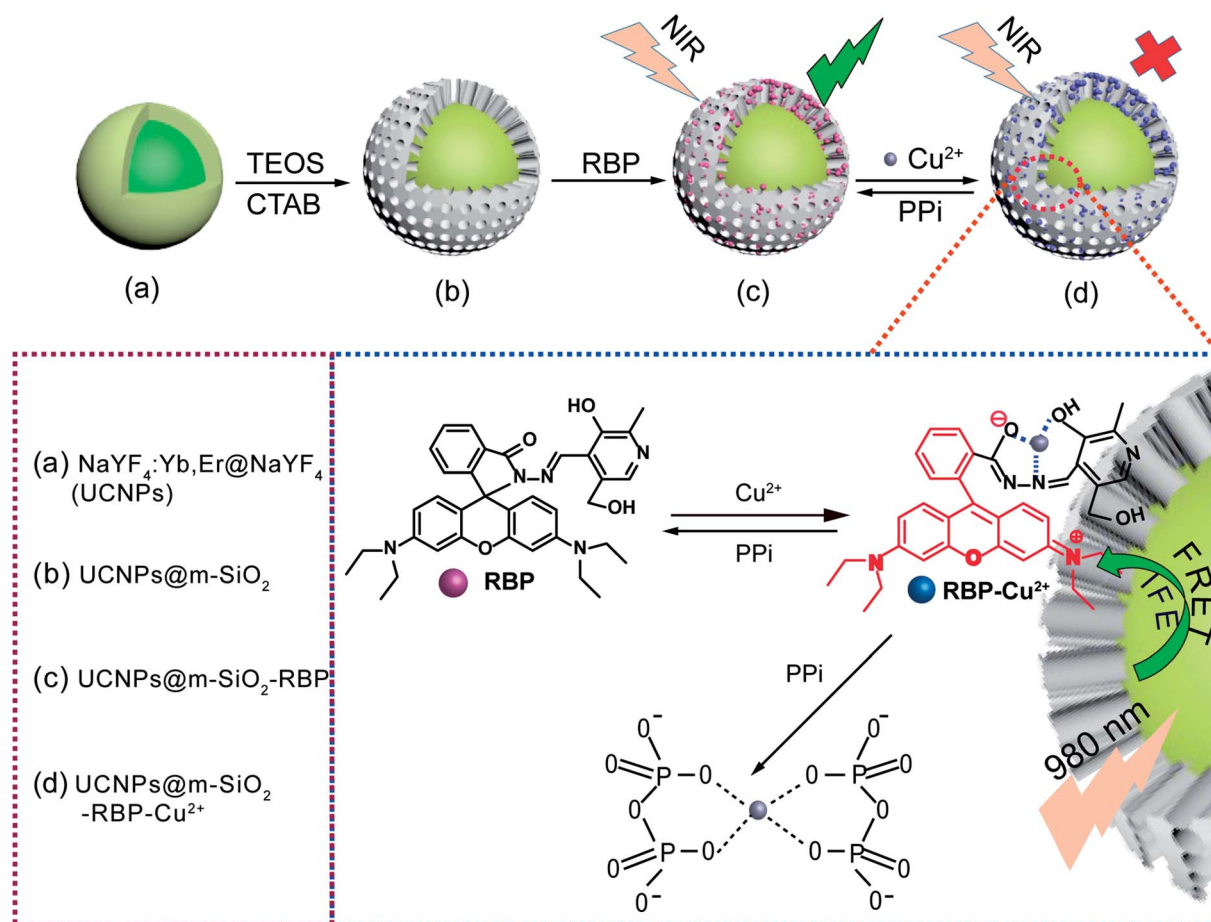 NIR
NIR
TEOS
CTAB
RBP
Cu²⁺
PPi
(a)
(b)
(c)
(d)
(a) NaYF₄:Yb,Er@NaYF₄
(UCNPs)
(b) UCNPs@m-SiO₂
(c) UCNPs@m-SiO₂-RBP
(d) UCNPs@m-SiO₂
-RBP-Cu²⁺
HO
O
N
N-N
OH
O
N
N
RBP
Cu²⁺
PPi
⊖
O
OH
N
N-N
OH
⊕
O
N
N
RBP-Cu²⁺
FRET
IFE
980 nm
PPi
O⁻
O⁻
O=P-O
O-P=O
O
O
O=P-O
O-P=O
O⁻
O⁻